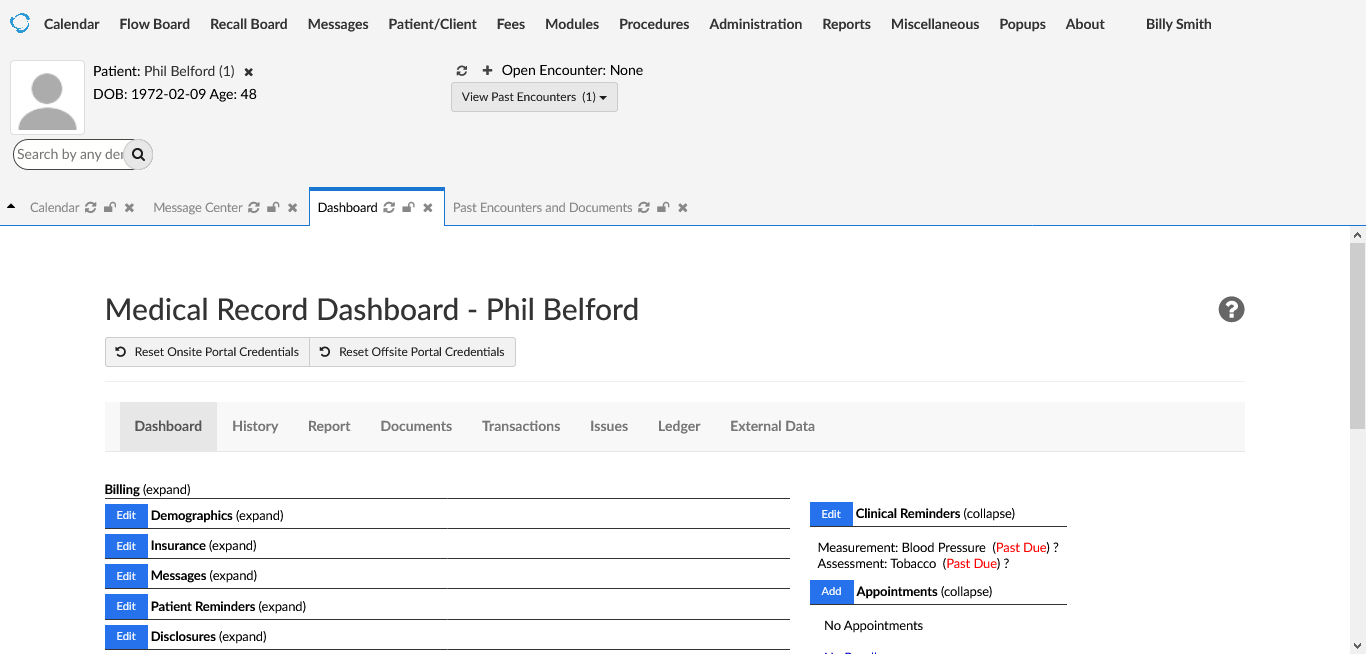 Calendar Flow Board Recall Board Messages Patient/Client Fees Modules Procedures Administration Reports Miscellaneous Popups About Billy Smith
Patient: Phil Belford (1)
DOB: 1972-02-09 Age: 48
Open Encounter: None
View Past Encounters (1)
Search by any der
Calendar Message Center Dashboard Past Encounters and Documents
Medical Record Dashboard - Phil Belford
Reset Onsite Portal Credentials Reset Offsite Portal Credentials
Dashboard History Report Documents Transactions Issues Ledger External Data
Billing (expand)
Edit Demographics (expand)
Edit Insurance (expand)
Edit Messages (expand)
Edit Patient Reminders (expand)
Edit Disclosures (expand)
Edit Clinical Reminders (collapse)
Measurement: Blood Pressure (Past Due) ?
Assessment: Tobacco (Past Due) ?
Add Appointments (collapse)
No Appointments